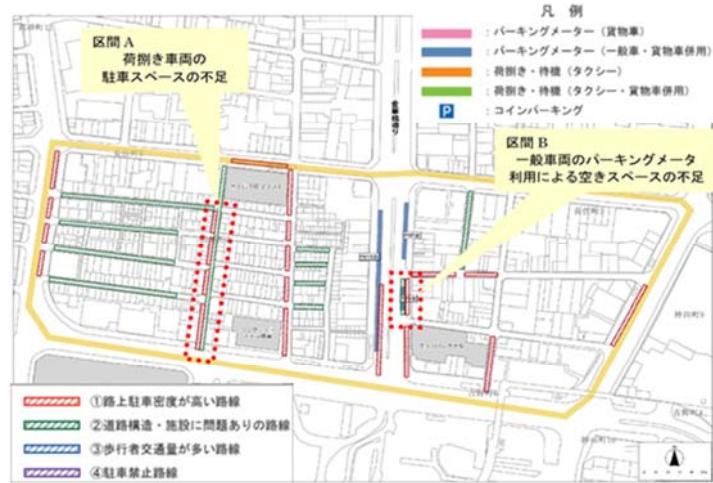 凡 例
：パーキングメーター（貨物車）
：パーキングメーター（一般車・貨物車併用）
：荷捌き・待機（タクシー）
：荷捌き・待機（タクシー・貨物車併用）
P：コインパーキング
区間 A
荷捌き車両の
駐車スペースの不足
金華橋通り
区間 B
一般車両のパーキングメータ
利用による空きスペースの不足
①路上駐車密度が高い路線
②道路構造・施設に問題ありの路線
③歩行者交通量が多い路線
④駐車禁止路線